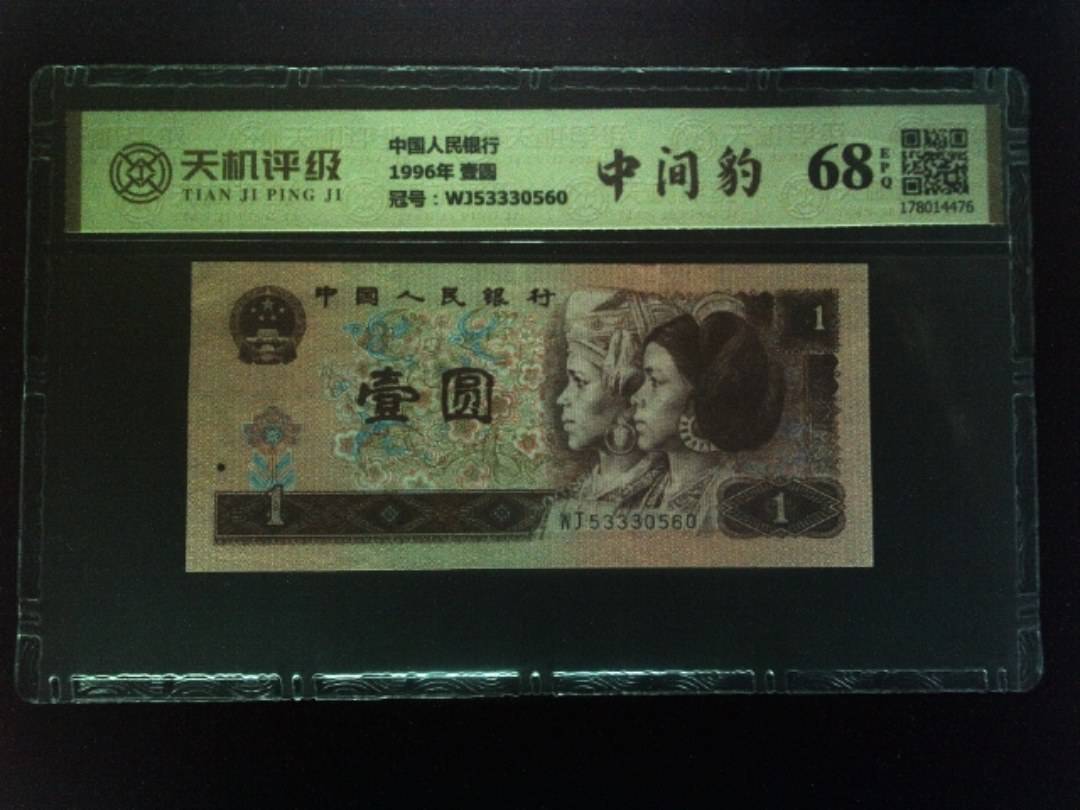 天机评级
TIAN JI PING JI
中国人民银行
1996年 壹圆
冠号：WJ53330560
中间豹
68
EPQ
178014476
中国人民銀行
1
壹圆
1
WJ53330560
1